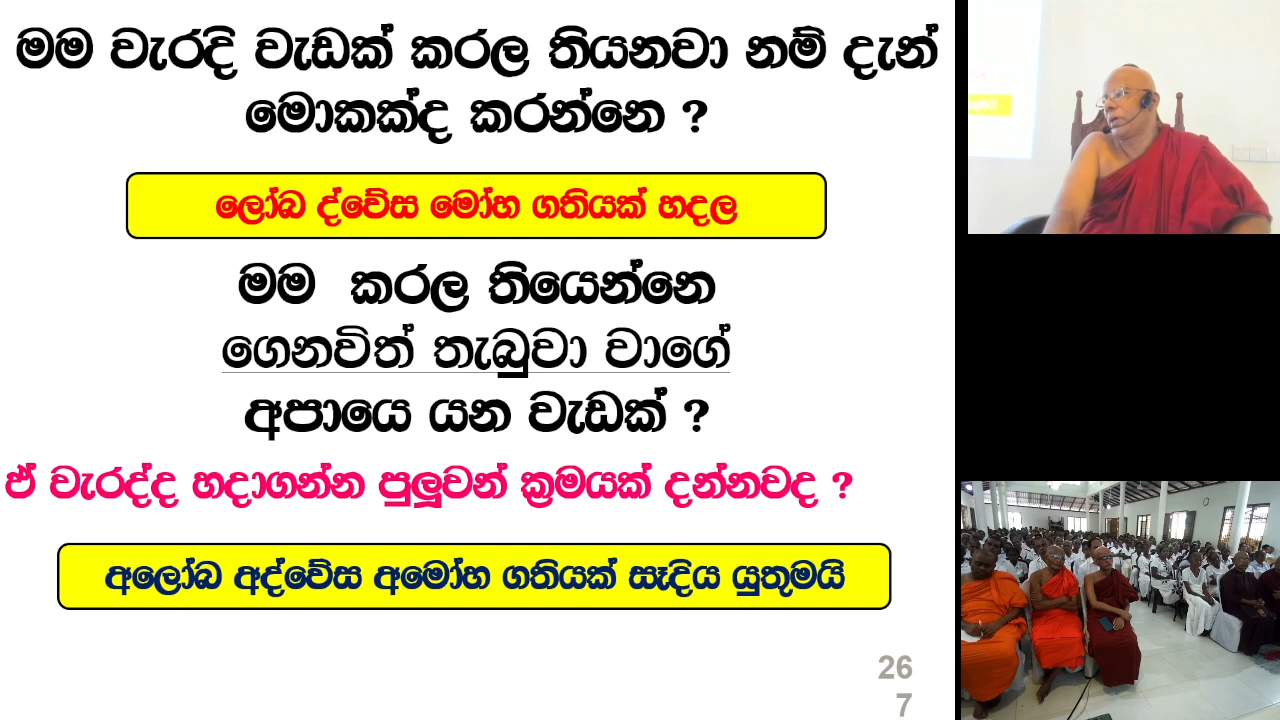 මම වැරදි වැඩක් කරල තියනවා නම් දැන්
මොකක්ද කරන්නෙ ?
ලෝබ ද්වේස මෝහ ගතියක් හදල
මම කරල තියෙන්නෙ
ගෙනවිත් තැබුවා වාගේ
අපායෙ යන වැඩක් ?
ඒ වැරද්ද හදාගන්න පුලුවන් ක්‍රමයක් දන්නවද ?
අලෝබ අද්වේස අමෝහ ගතියක් සෑදිය යුතුමයි
26
7